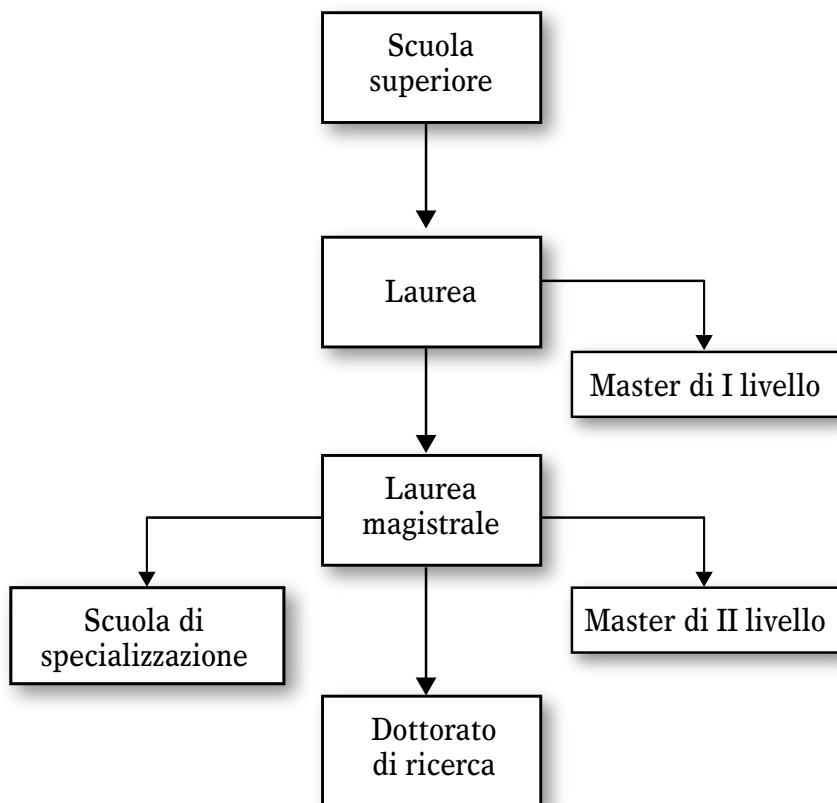 Scuola
superiore
Laurea
Master di I livello
Laurea
magistrale
Scuola di
specializzazione
Master di II livello
Dottorato
di ricerca